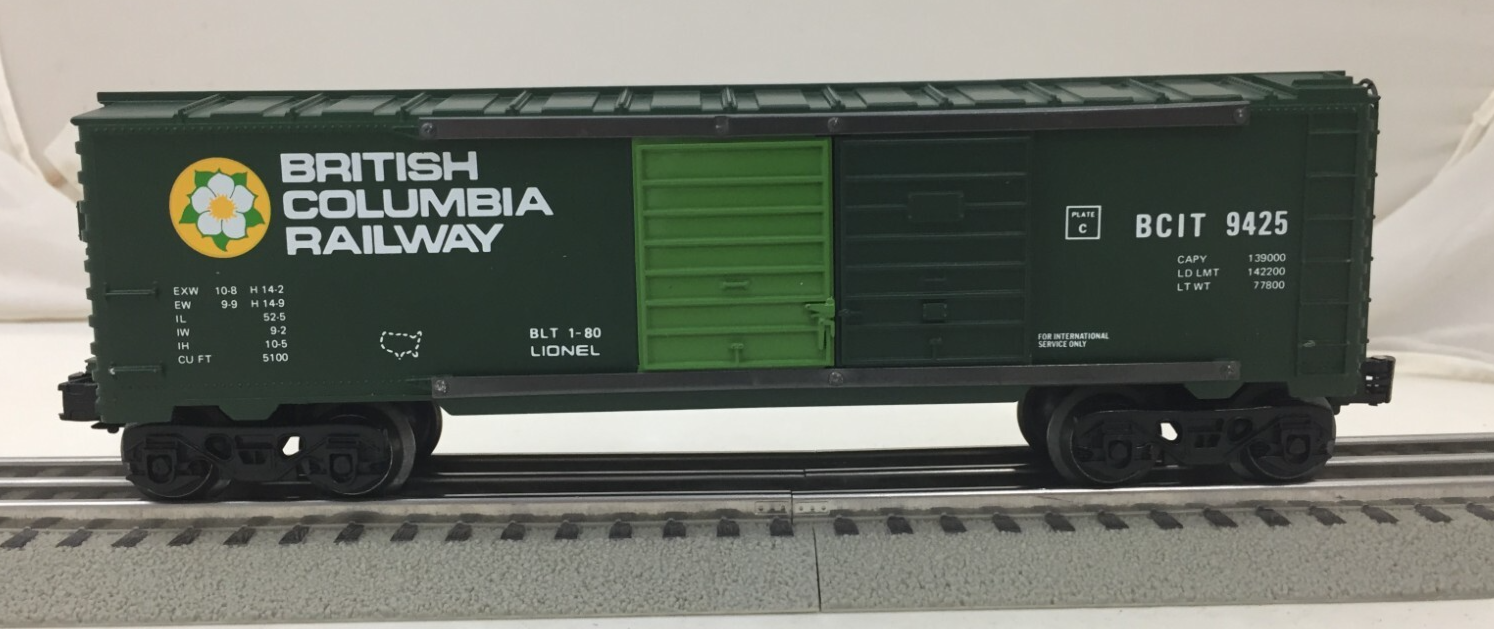 BRITISH
COLUMBIA
RAILWAY
EXW 10-8 H 14-2
EW 9-9 H 14-9
IL 52-5
IW 9-2
IH 10-5
CU FT 5100
BLT 1-80
LIONEL
PLATE
C
BCIT 9425
CAPY 139000
LD LMT 142200
LT WT 77800
FOR INTERNATIONAL
SERVICE ONLY